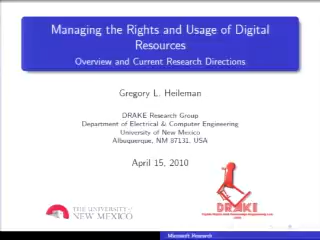 Managing the Rights and Usage of Digital
Resources
Overview and Current Research Directions
Gregory L. Heileman
DRAKE Research Group
Department of Electrical & Computer Engineering
University of New Mexico
Albuquerque, NM 87131, USA
April 15, 2010
THE UNIVERSITY of
NEW MEXICO
DRAKE
Microsoft Research